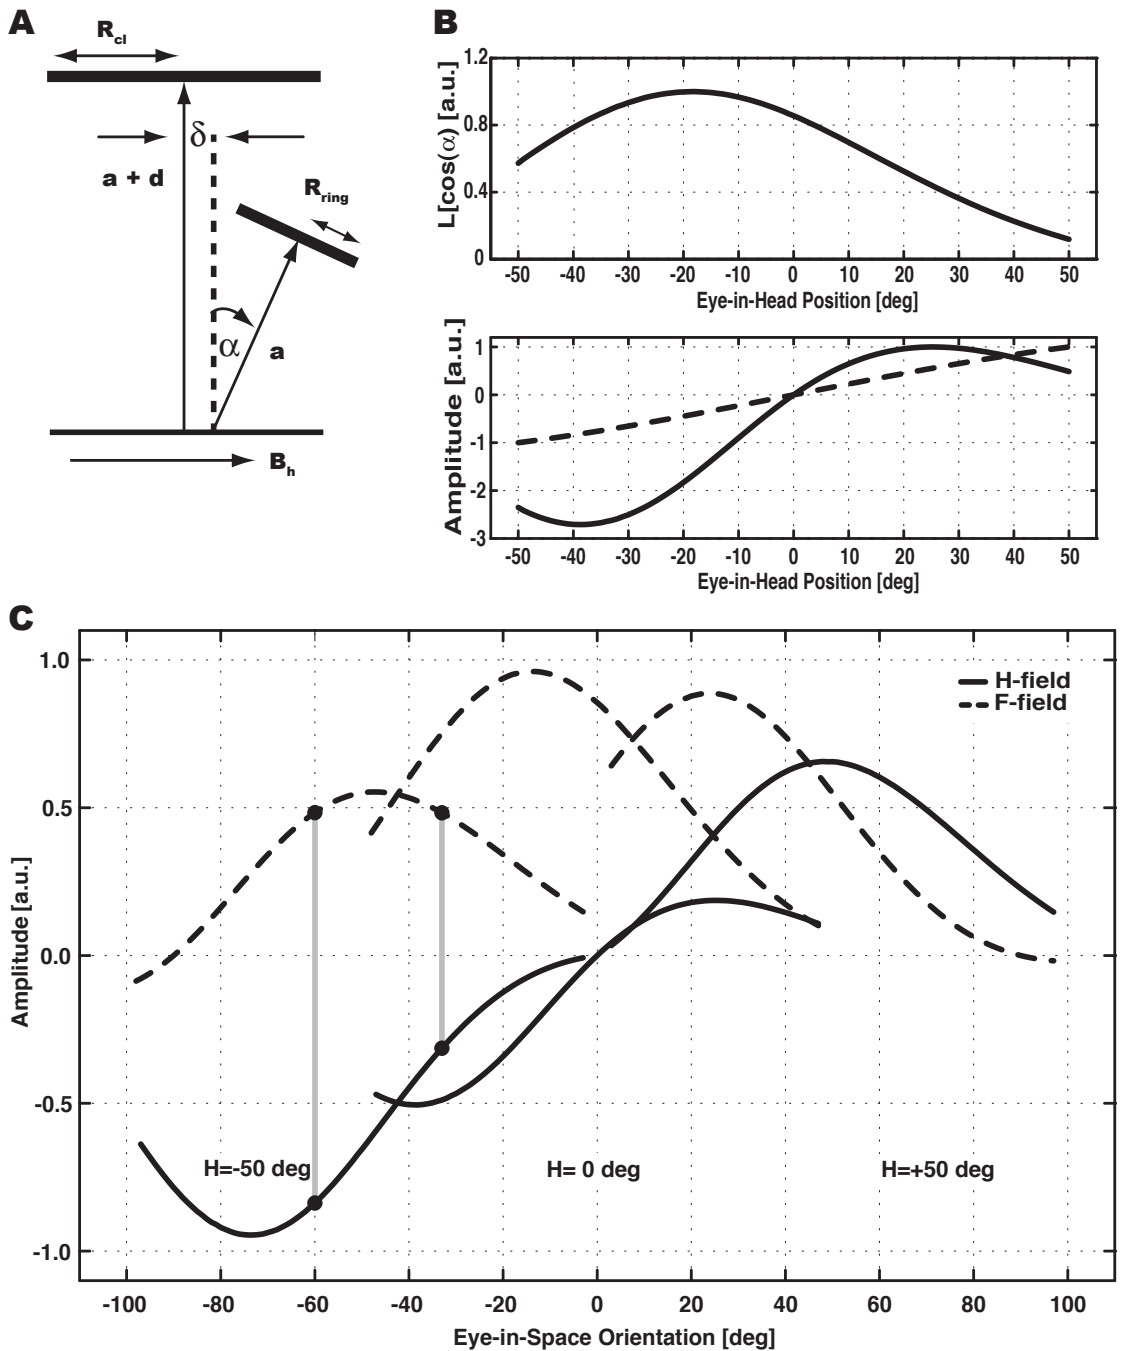 A
R_cl
δ
a + d
R_ring
α
a
B_h
B
L[cos(α) [a.u.]
1.2
0.8
0.4
0
-50 -40 -30 -20 -10 0 10 20 30 40 50
Eye-in-Head Position [deg]
Amplitude [a.u.]
1
0
-1
-2
-3
-50 -40 -30 -20 -10 0 10 20 30 40 50
Eye-in-Head Position [deg]
C
Amplitude [a.u.]
1.0
0.5
0.0
-0.5
-1.0
H-field
F-field
H=-50 deg
H= 0 deg
H=+50 deg
-100 -80 -60 -40 -20 0 20 40 60 80 100
Eye-in-Space Orientation [deg]